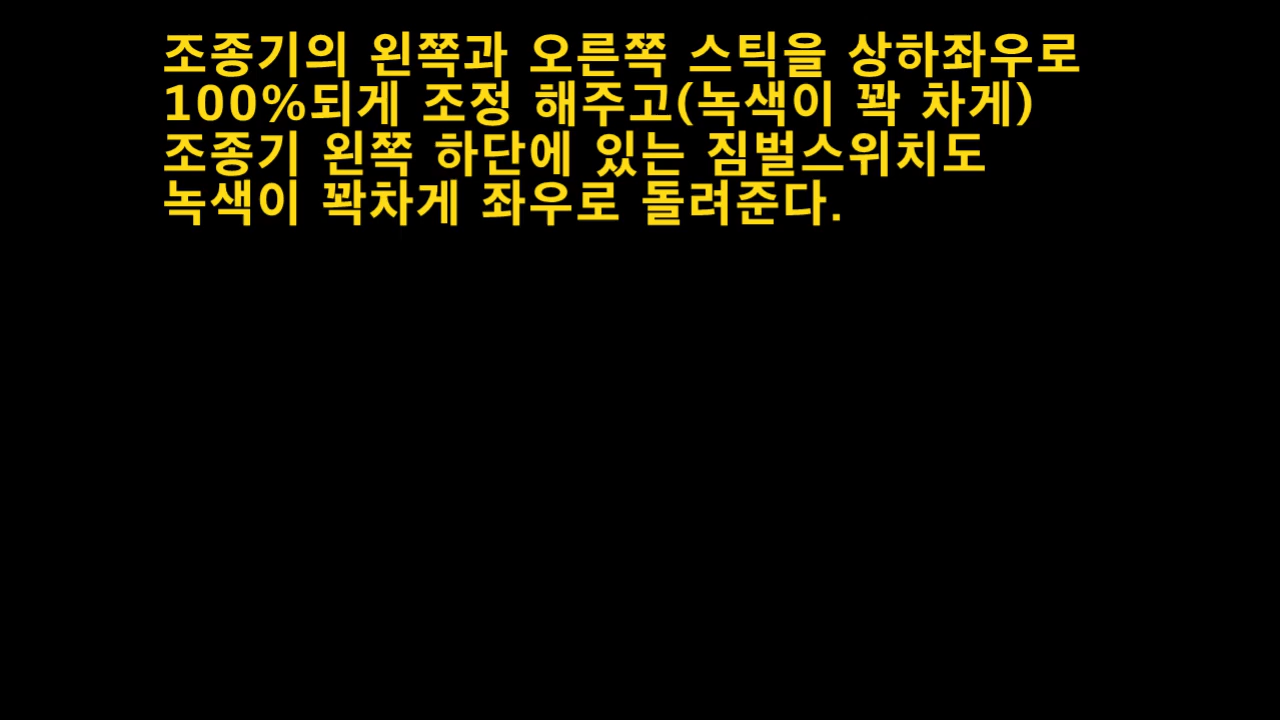 조종기의 왼쪽과 오른쪽 스틱을 상하좌우로
100%되게 조정 해주고(녹색이 꽉 차게)
조종기 왼쪽 하단에 있는 짐벌스위치도
녹색이 꽉차게 좌우로 돌려준다.